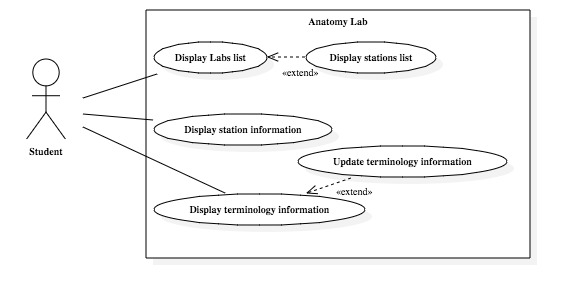 Anatomy Lab
Display Labs list
Display stations list
«extend»
Display station information
Student
Update terminology information
«extend»
Display terminology information